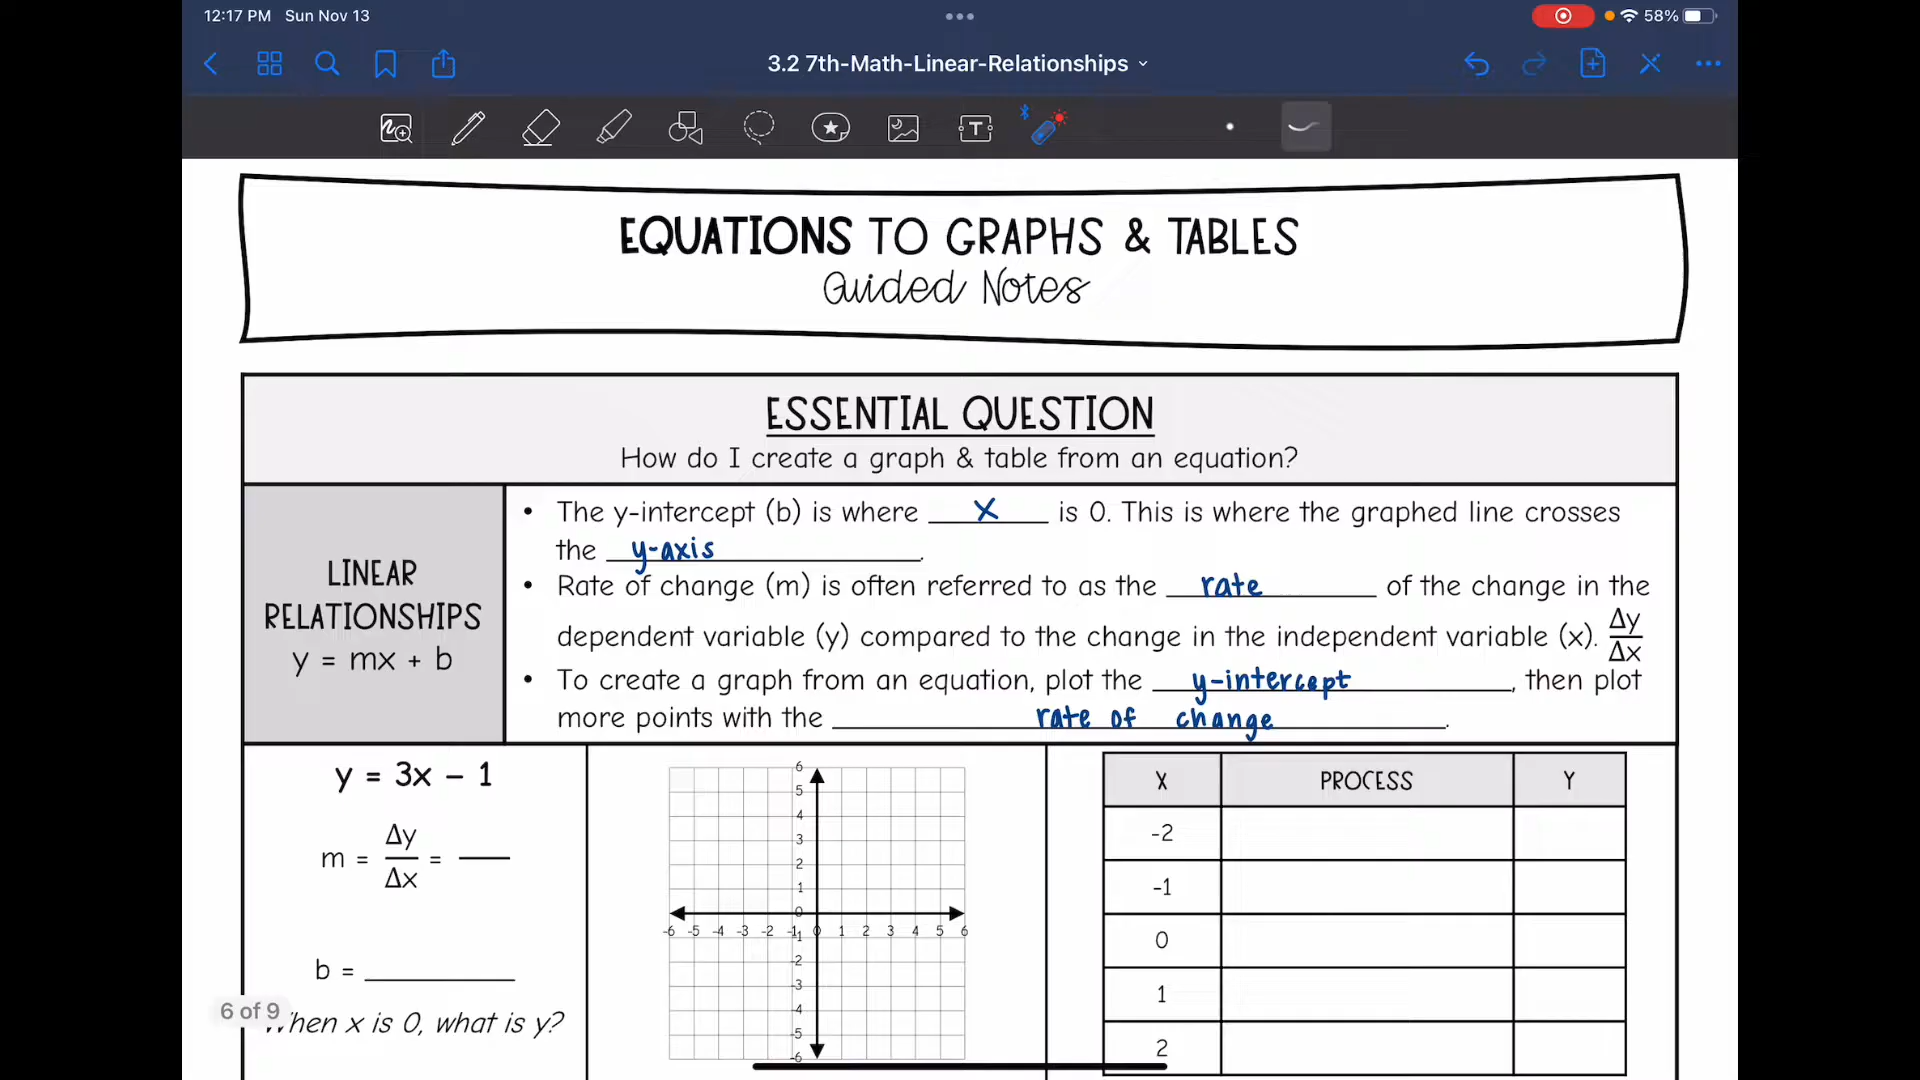 12:17 PM Sun Nov 13
58%
3.2 7th-Math-Linear-Relationships
T
EQUATIONS TO GRAPHS & TABLES
Guided Notes
ESSENTIAL QUESTION
How do I create a graph & table from an equation?
LINEAR
RELATIONSHIPS
y = mx + b
• The y-intercept (b) is where x is 0. This is where the graphed line crosses
the y-axis.
• Rate of change (m) is often referred to as the rate of the change in the
dependent variable (y) compared to the change in the independent variable (x). Δy/Δx
• To create a graph from an equation, plot the y-intercept, then plot
more points with the rate of change.
y = 3x – 1
m = Δy/Δx = ___
b = ______
When x is 0, what is y?
6 of 9
6
5
4
3
2
1
0
-6 -5 -4 -3 -2 -1 0 1 2 3 4 5 6
-1
-2
-3
-4
-5
-6
X PROCESS Y
-2
-1
0
1
2